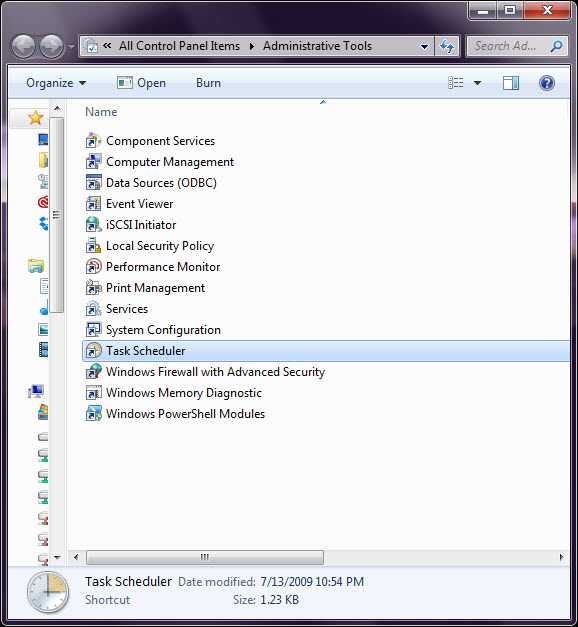 « All Control Panel Items Administrative Tools Search Ad...
Organize Open Burn
Name
Component Services
Computer Management
Data Sources (ODBC)
Event Viewer
iSCSI Initiator
Local Security Policy
Performance Monitor
Print Management
Services
System Configuration
Task Scheduler
Windows Firewall with Advanced Security
Windows Memory Diagnostic
Windows PowerShell Modules
Task Scheduler Date modified: 7/13/2009 10:54 PM
Shortcut Size: 1.23 KB